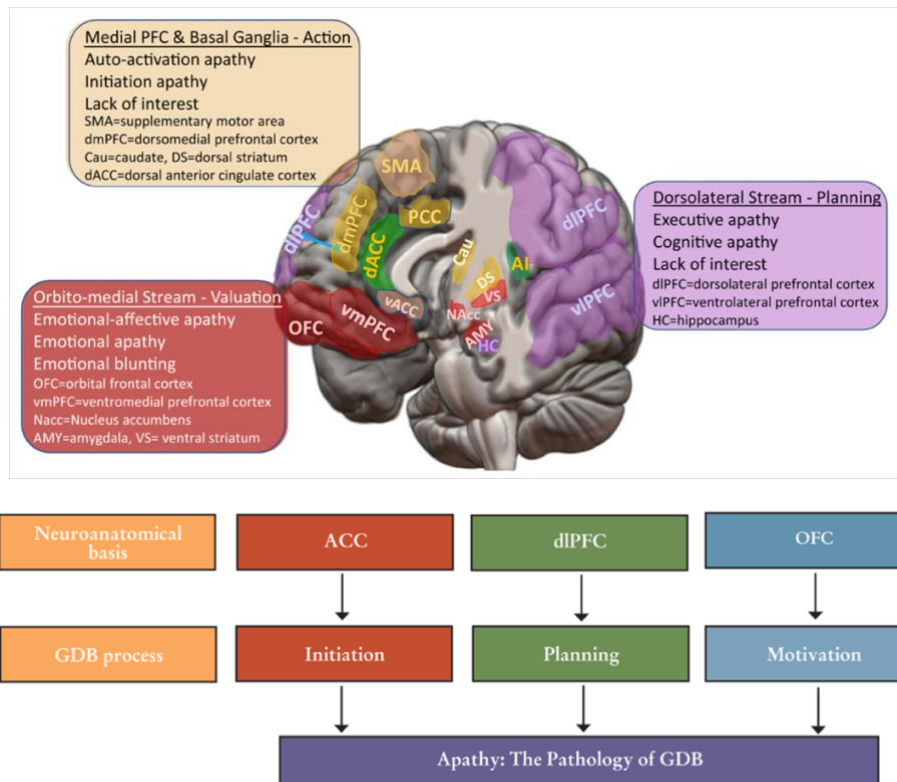 Medial PFC & Basal Ganglia - Action
Auto-activation apathy
Initiation apathy
Lack of interest
SMA=supplementary motor area
dmPFC=dorsomedial prefrontal cortex
Cau=caudate, DS=dorsal striatum
dACC=dorsal anterior cingulate cortex
Orbito-medial Stream - Valuation
Emotional-affective apathy
Emotional apathy
Emotional blunting
OFC=orbital frontal cortex
vmPFC=ventromedial prefrontal cortex
Nacc=Nucleus accumbens
AMY=amygdala, VS= ventral striatum
SMA
PCC
dmPFC
dlPFC
dACC
vACC
OFC
vmPFC
Cau
DS
VS
AI
NAcc
AMY
HC
dlPFC
vlPFC
Dorsolateral Stream - Planning
Executive apathy
Cognitive apathy
Lack of interest
dlPFC=dorsolateral prefrontal cortex
vlPFC=ventrolateral prefrontal cortex
HC=hippocampus
Neuroanatomical
basis
ACC
dlPFC
OFC
GDB process
Initiation
Planning
Motivation
Apathy: The Pathology of GDB